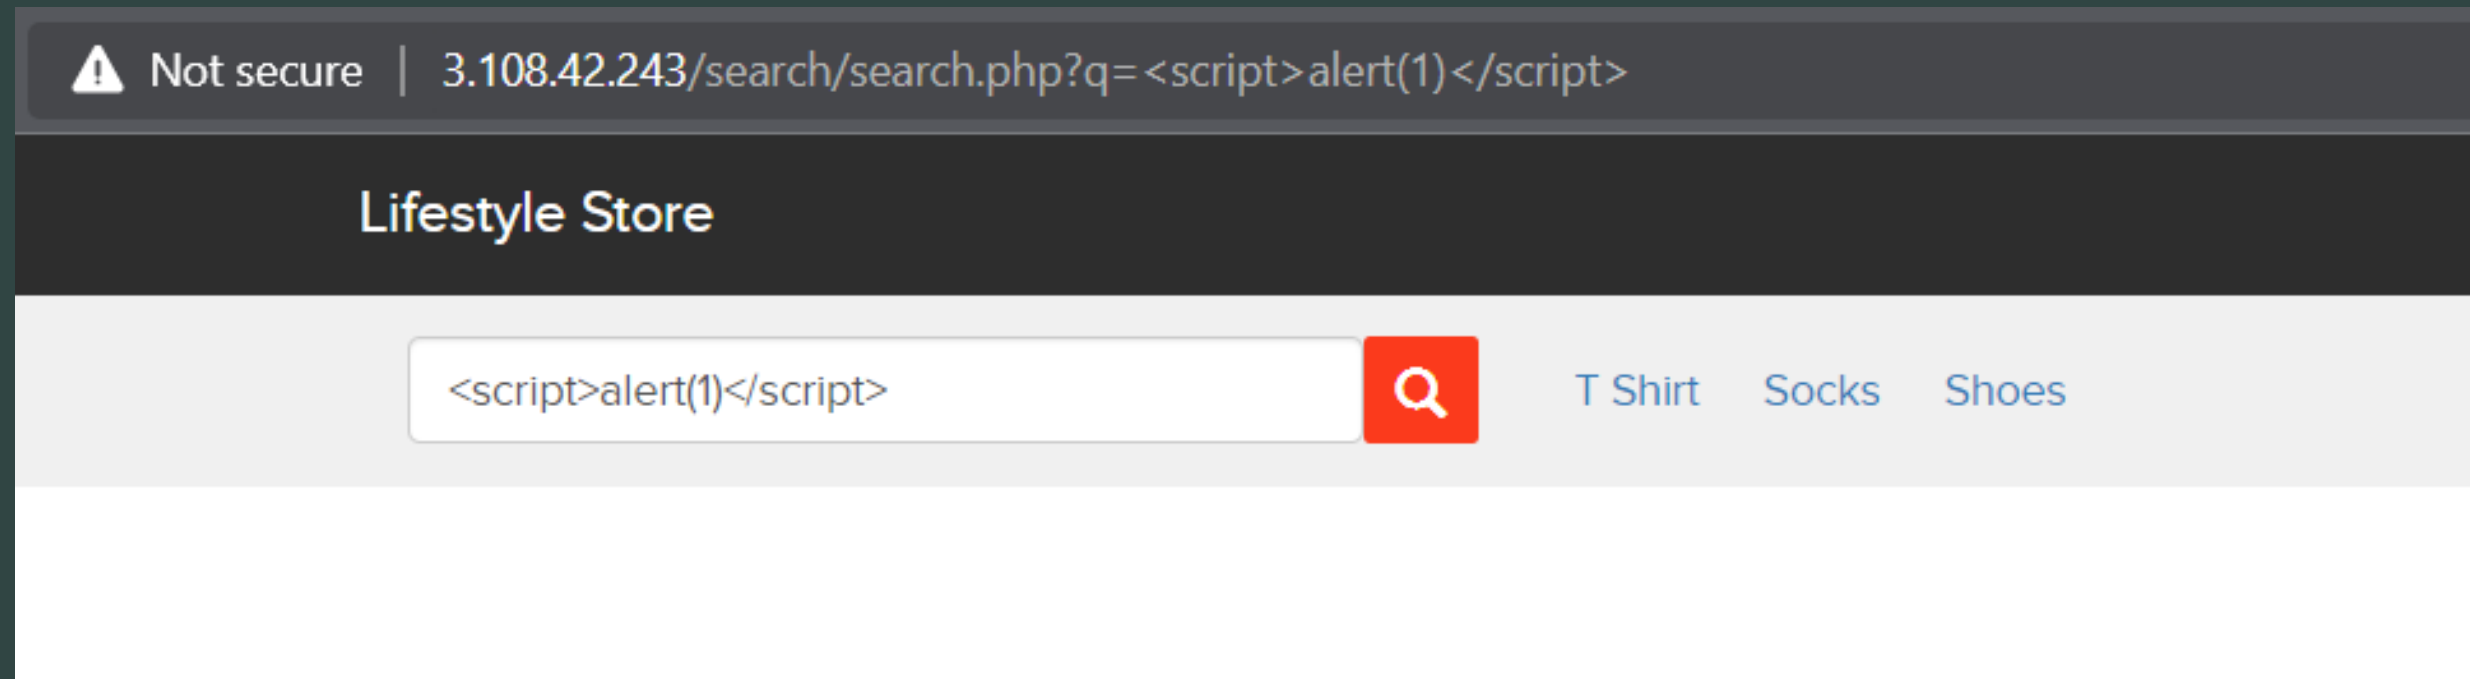 Not secure | 3.108.42.243/search/search.php?q=<script>alert(1)</script>
Lifestyle Store
<script>alert(1)</script> T Shirt Socks Shoes